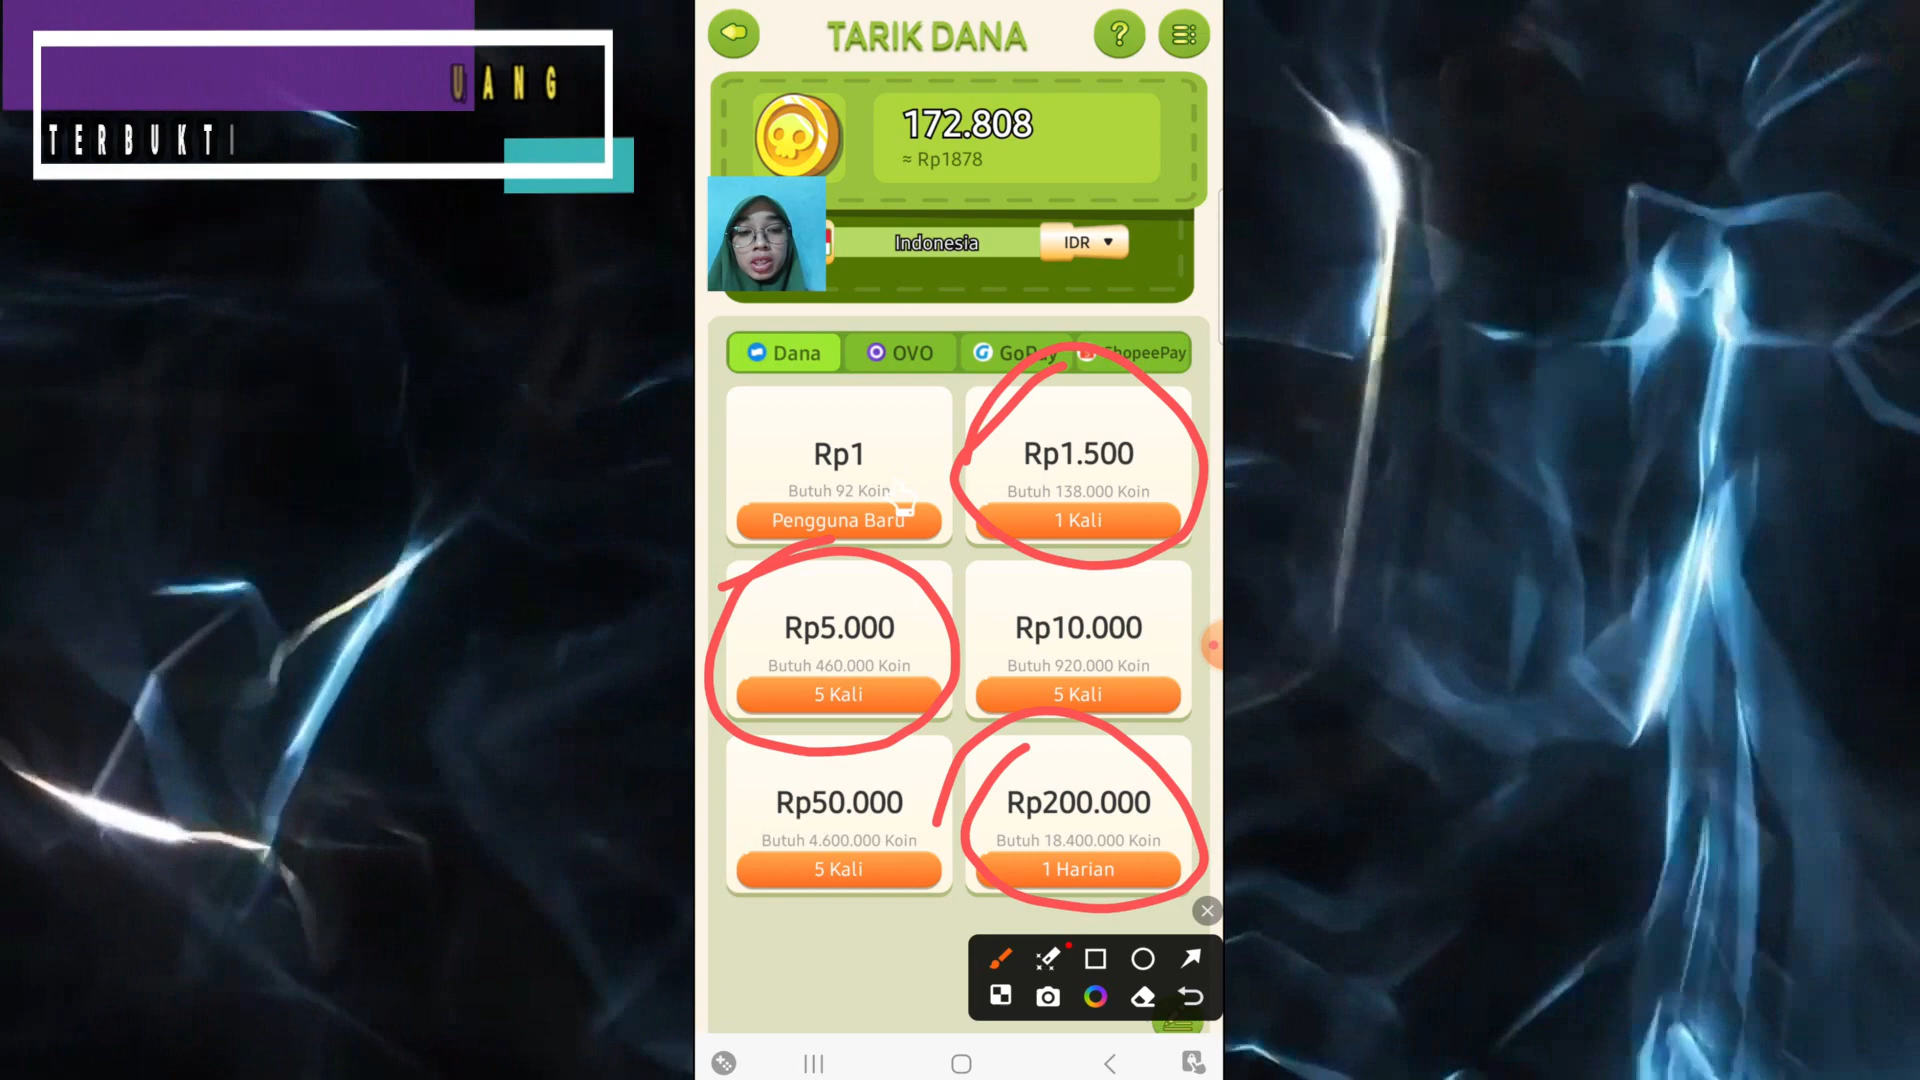 UANG
TERBUKTI
TARIK DANA
?
172.808
≈ Rp1878
Indonesia
IDR
Dana
OVO
GoPay
ShopeePay
Rp1
Butuh 92 Koin
Pengguna Baru
Rp1.500
Butuh 138.000 Koin
1 Kali
Rp5.000
Butuh 460.000 Koin
5 Kali
Rp10.000
Butuh 920.000 Koin
5 Kali
Rp50.000
Butuh 4.600.000 Koin
5 Kali
Rp200.000
Butuh 18.400.000 Koin
1 Harian